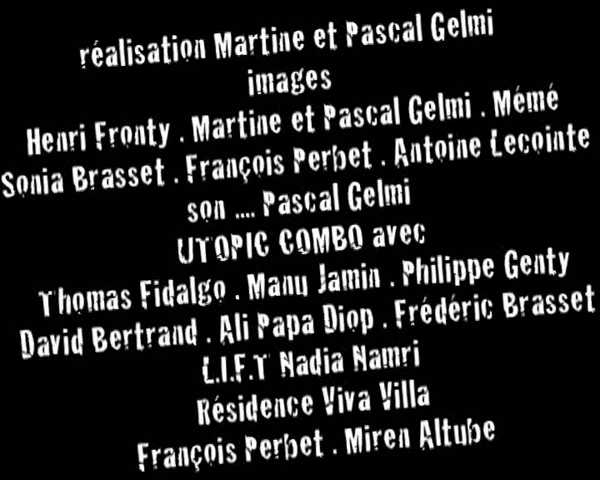 réalisation Martine et Pascal Gelmi
images
Henri Fronty . Martine et Pascal Gelmi . Mémé
Sonia Brasset . François Perbet . Antoine Lecointe
son .... Pascal Gelmi
UTOPIC COMBO avec
Thomas Fidalgo . Manu Jamin . Philippe Genty
David Bertrand . Ali Papa Diop . Frédéric Brasset
L.I.F.T Nadia Namri
Résidence Viva Villa
François Perbet . Miren Altube